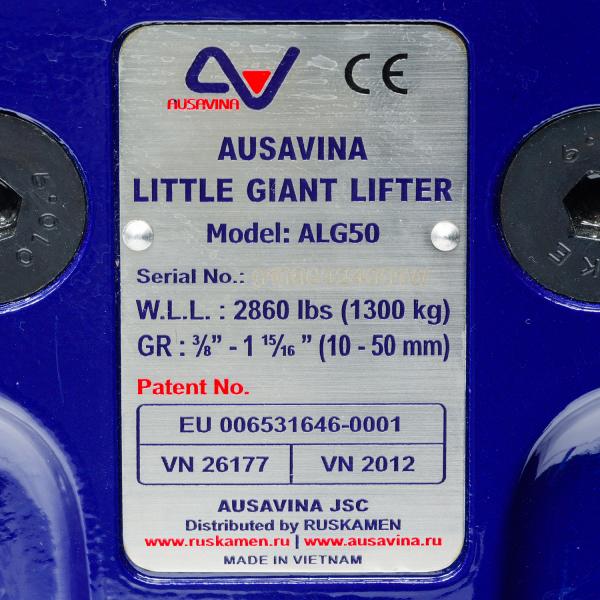 AUSAVINA
CE
AUSAVINA
LITTLE GIANT LIFTER
Model: ALG50
Serial No.:
W.L.L. : 2860 lbs (1300 kg)
GR : ⅜” - 1 ¹⁵⁄₁₆ ” (10 - 50 mm)
Patent No.
EU 006531646-0001
VN 26177 VN 2012
AUSAVINA JSC
Distributed by RUSKAMEN
www.ruskamen.ru | www.ausavina.ru
MADE IN VIETNAM